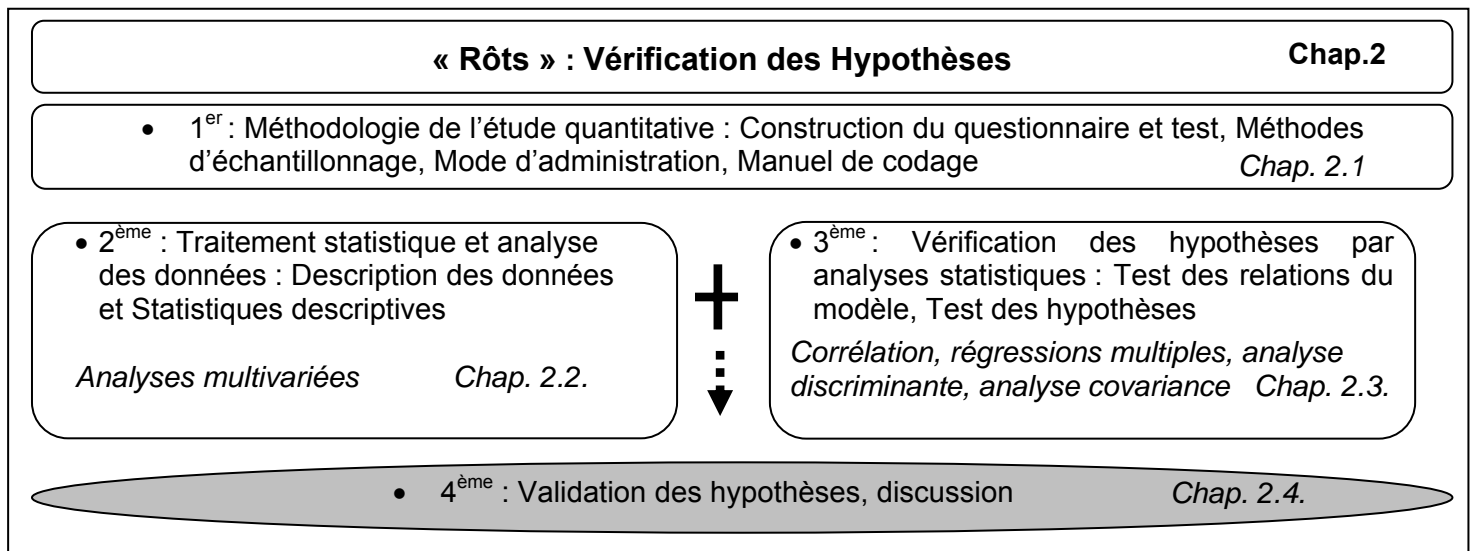 « Rôts » : Vérification des Hypothèses Chap.2
• 1er : Méthodologie de l’étude quantitative : Construction du questionnaire et test, Méthodes
d’échantillonnage, Mode d’administration, Manuel de codage Chap. 2.1
• 2ème : Traitement statistique et analyse
des données : Description des données
et Statistiques descriptives
Analyses multivariées Chap. 2.2.
• 3ème : Vérification des hypothèses par
analyses statistiques : Test des relations du
modèle, Test des hypothèses
Corrélation, régressions multiples, analyse
discriminante, analyse covariance Chap. 2.3.
• 4ème : Validation des hypothèses, discussion Chap. 2.4.